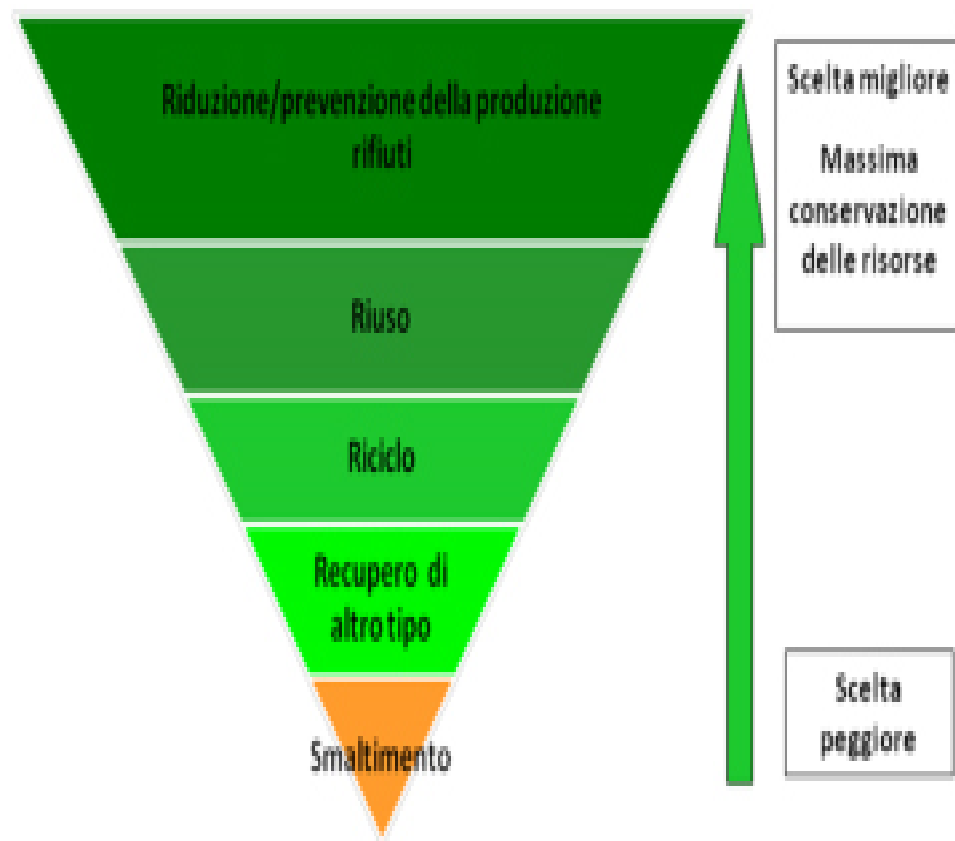 Riduzione/prevenzione della produzione
rifiuti
Riuso
Riciclo
Recupero di
altro tipo
Smaltimento
Scelta migliore
Massima
conservazione
delle risorse
Scelta
peggiore